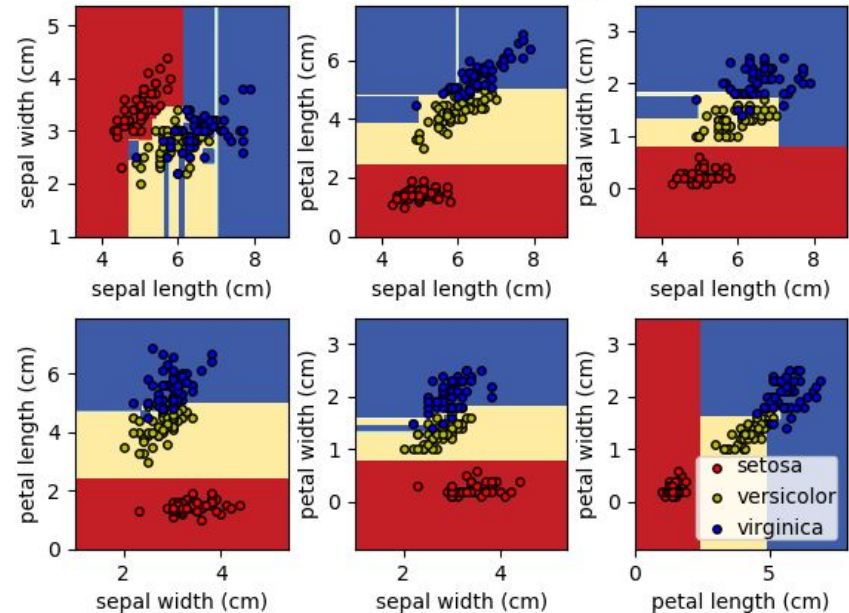 5
4
3
2
1
sepal width (cm)
4
6
8
sepal length (cm)
6
4
2
0
petal length (cm)
4
6
8
sepal length (cm)
3
2
1
0
petal width (cm)
4
6
8
sepal length (cm)
6
4
2
0
petal length (cm)
2
4
sepal width (cm)
3
2
1
0
petal width (cm)
2
4
sepal width (cm)
3
2
1
0
petal width (cm)
setosa
versicolor
virginica
0
5
petal length (cm)